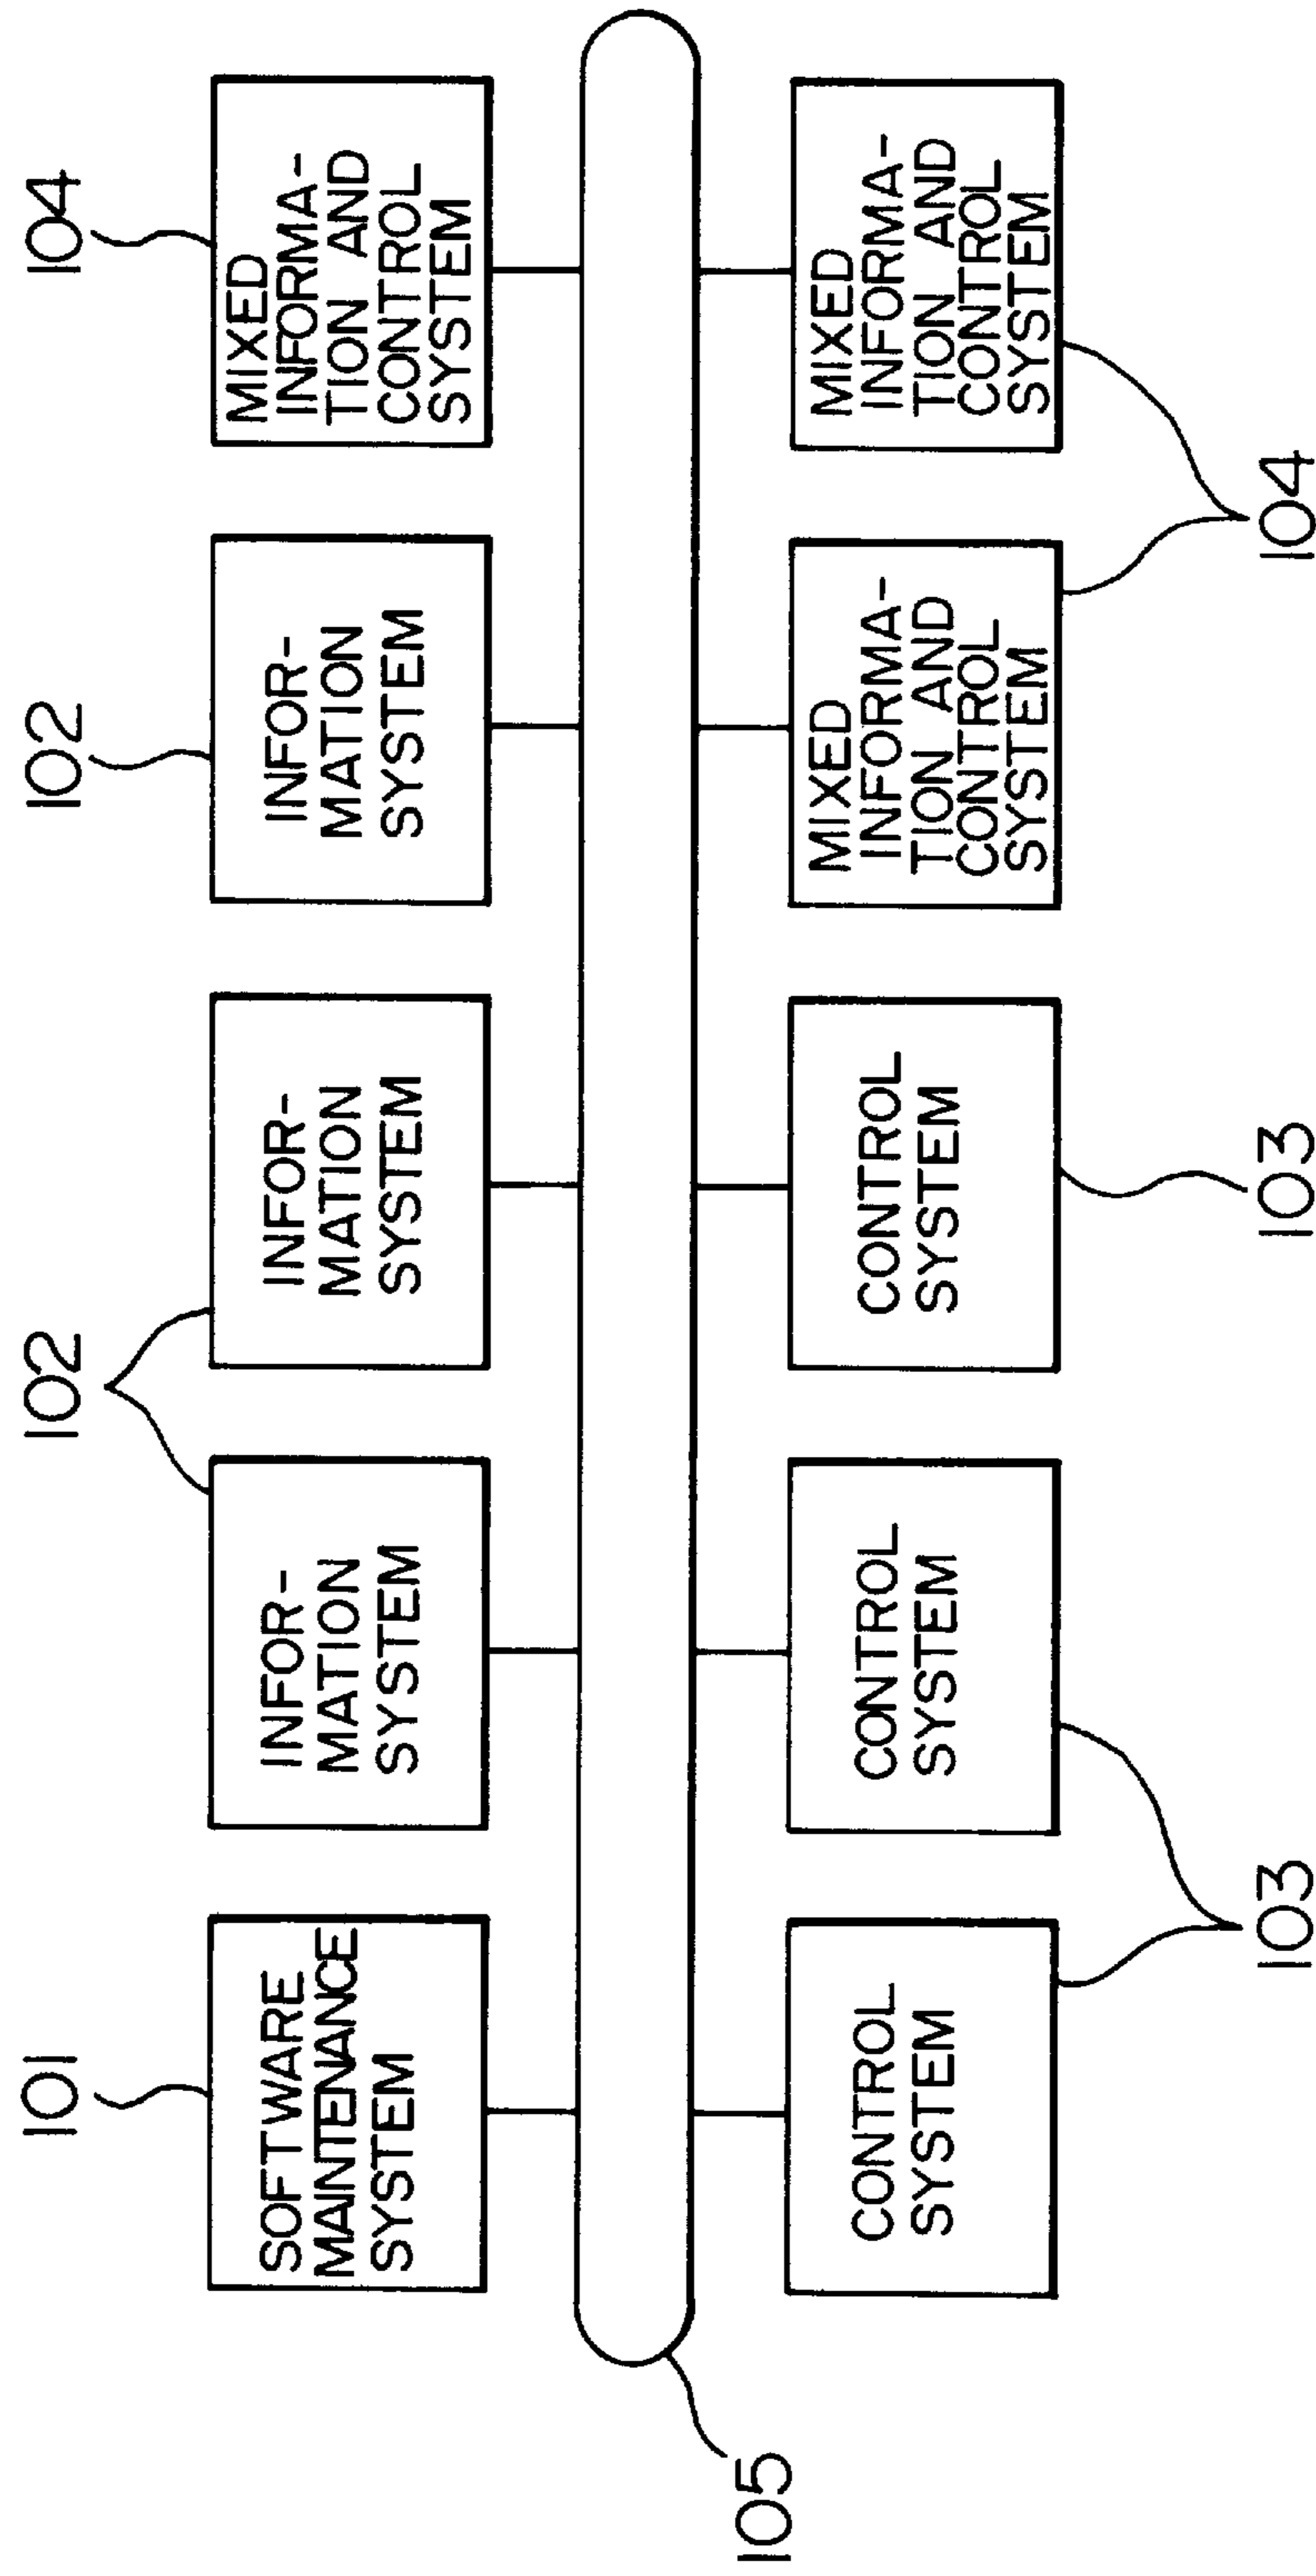 101
102
102
104
SOFTWARE
MAINTENANCE
SYSTEM
INFOR-
MATION
SYSTEM
INFOR-
MATION
SYSTEM
INFOR-
MATION
SYSTEM
MIXED
INFORMA-
TION AND
CONTROL
SYSTEM
105
CONTROL
SYSTEM
CONTROL
SYSTEM
CONTROL
SYSTEM
MIXED
INFORMA-
TION AND
CONTROL
SYSTEM
MIXED
INFORMA-
TION AND
CONTROL
SYSTEM
103
103
104